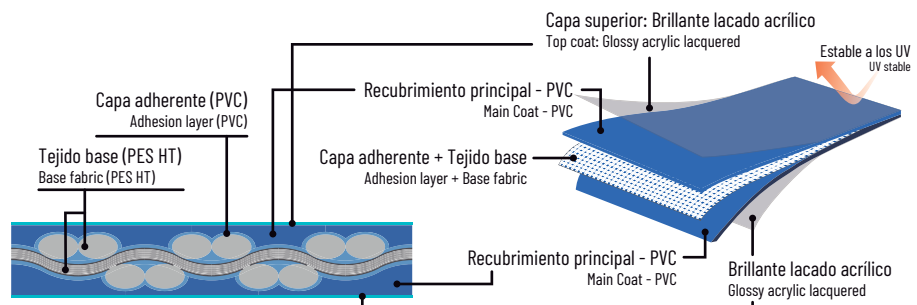 Capa superior: Brillante lacado acrílico
Top coat: Glossy acrylic lacquered
Estable a los UV
UV stable
Recubrimiento principal - PVC
Main Coat - PVC
Capa adherente (PVC)
Adhesion layer (PVC)
Tejido base (PES HT)
Base fabric (PES HT)
Capa adherente + Tejido base
Adhesion layer + Base fabric
Recubrimiento principal - PVC
Main Coat - PVC
Brillante lacado acrílico
Glossy acrylic lacquered